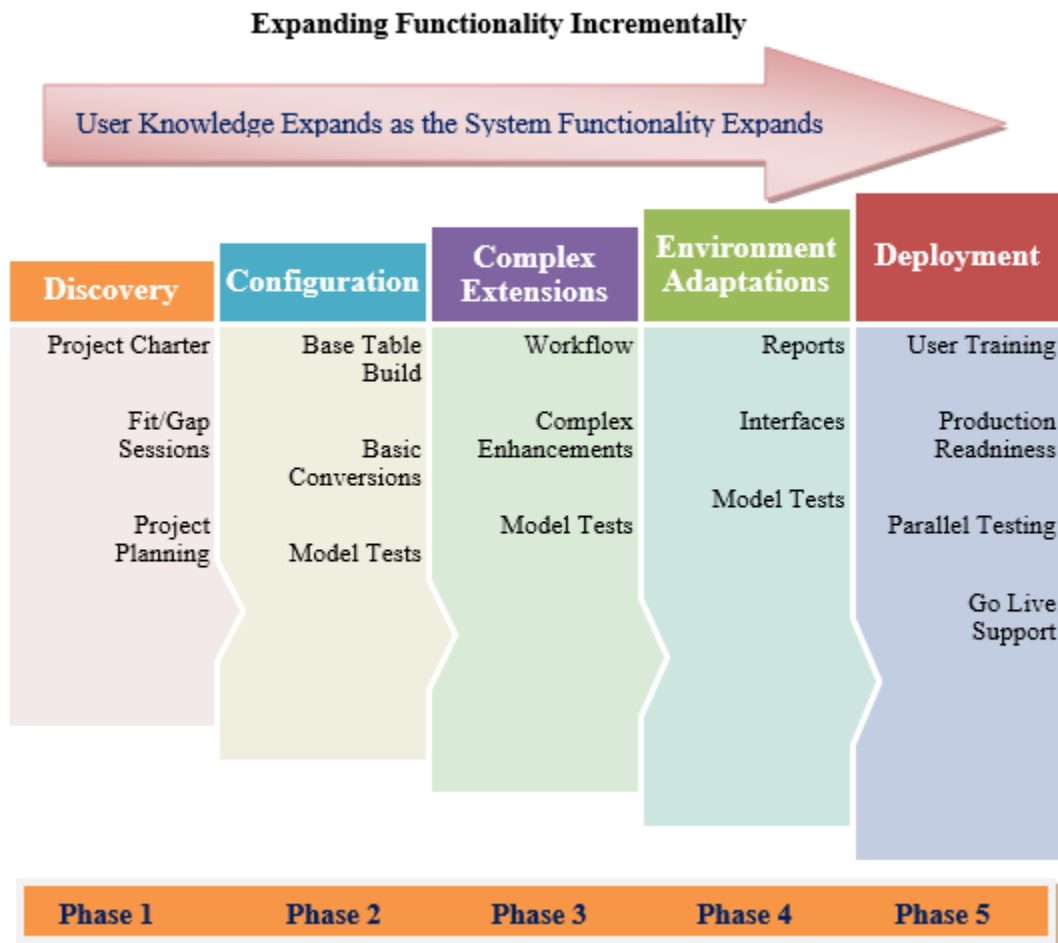 Expanding Functionality Incrementally
User Knowledge Expands as the System Functionality Expands
Discovery
Project Charter
Fit/Gap
Sessions
Project
Planning
Configuration
Base Table
Build
Basic
Conversions
Model Tests
Complex
Extensions
Workflow
Complex
Enhancements
Model Tests
Environment
Adaptations
Reports
Interfaces
Model Tests
Deployment
User Training
Production
Readniness
Parallel Testing
Go Live
Support
Phase 1
Phase 2
Phase 3
Phase 4
Phase 5